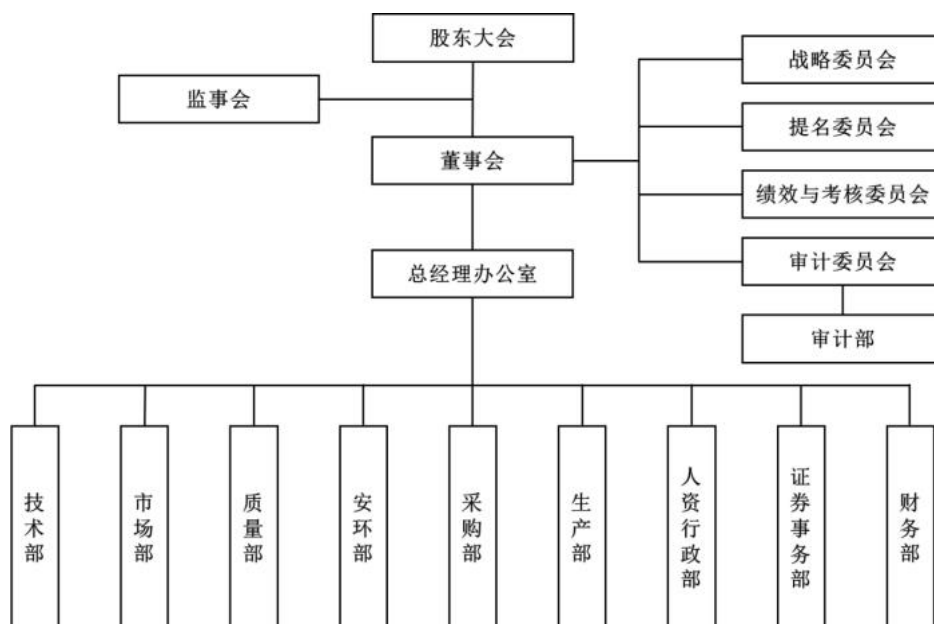 股东大会
监事会
董事会
战略委员会
提名委员会
绩效与考核委员会
审计委员会
审计部
总经理办公室
技术部
市场部
质量部
安环部
采购部
生产部
人资行政部
证券事务部
财务部